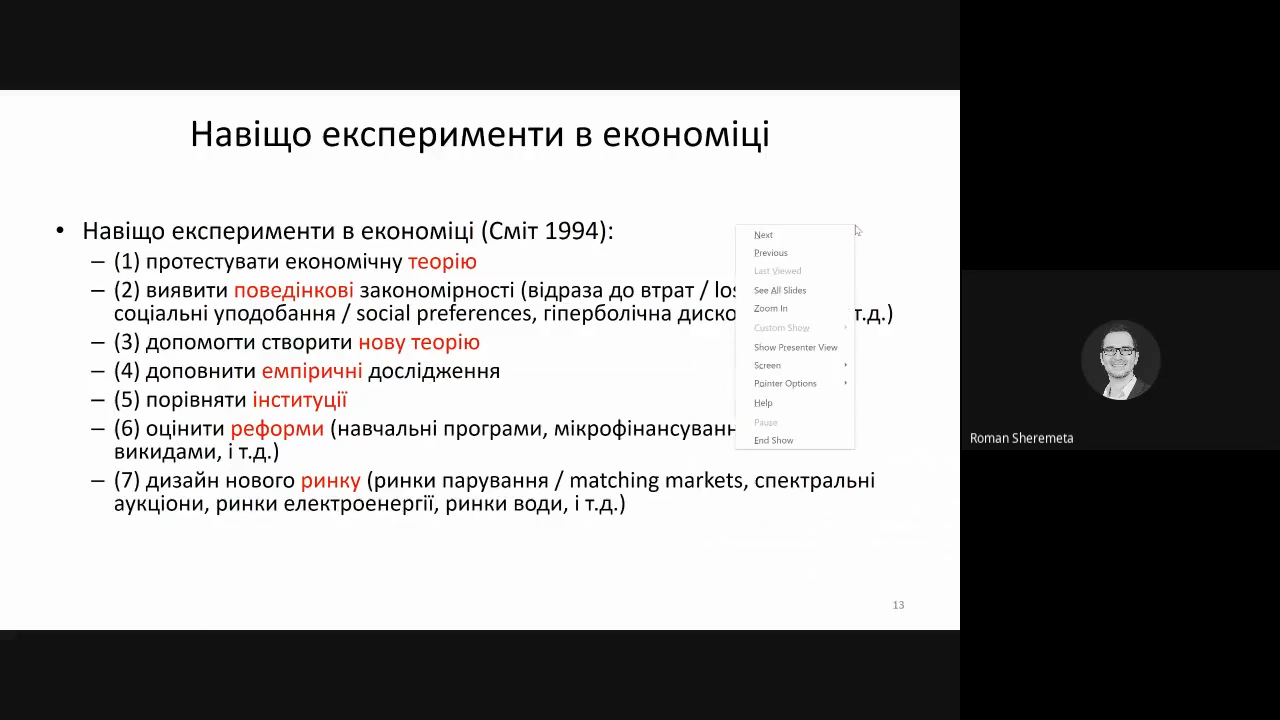 Навіщо експерименти в економіці
• Навіщо експерименти в економіці (Сміт 1994):
– (1) протестувати економічну теорію
– (2) виявити поведінкові закономірності (відраза до втрат /
соціальні уподобання / social preferences, гіперболічна т.д.)
– (3) допомогти створити нову теорію
– (4) доповнити емпіричні дослідження
– (5) порівняти інституції
– (6) оцінити реформи (навчальні програми,
викидами, і т.д.)
– (7) дизайн нового ринку (ринки парування / matching markets, спектральні
аукціони, ринки електроенергії, ринки води, і т.д.)
13
Next
Previous
Last Viewed
See All Slides
Zoom In
Custom Show
Show Presenter View
Screen
Pointer Options
Help
Pause
End Show
Roman Sheremeta